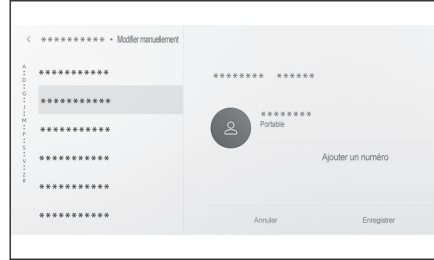 < ********** • Modifier manuellement
A
D
G
J
M
P
S
V
Z
***********
***********
***********
***********
***********
***********
******** ******
********
Portable
Ajouter un numéro
Annuler
Enregistrer